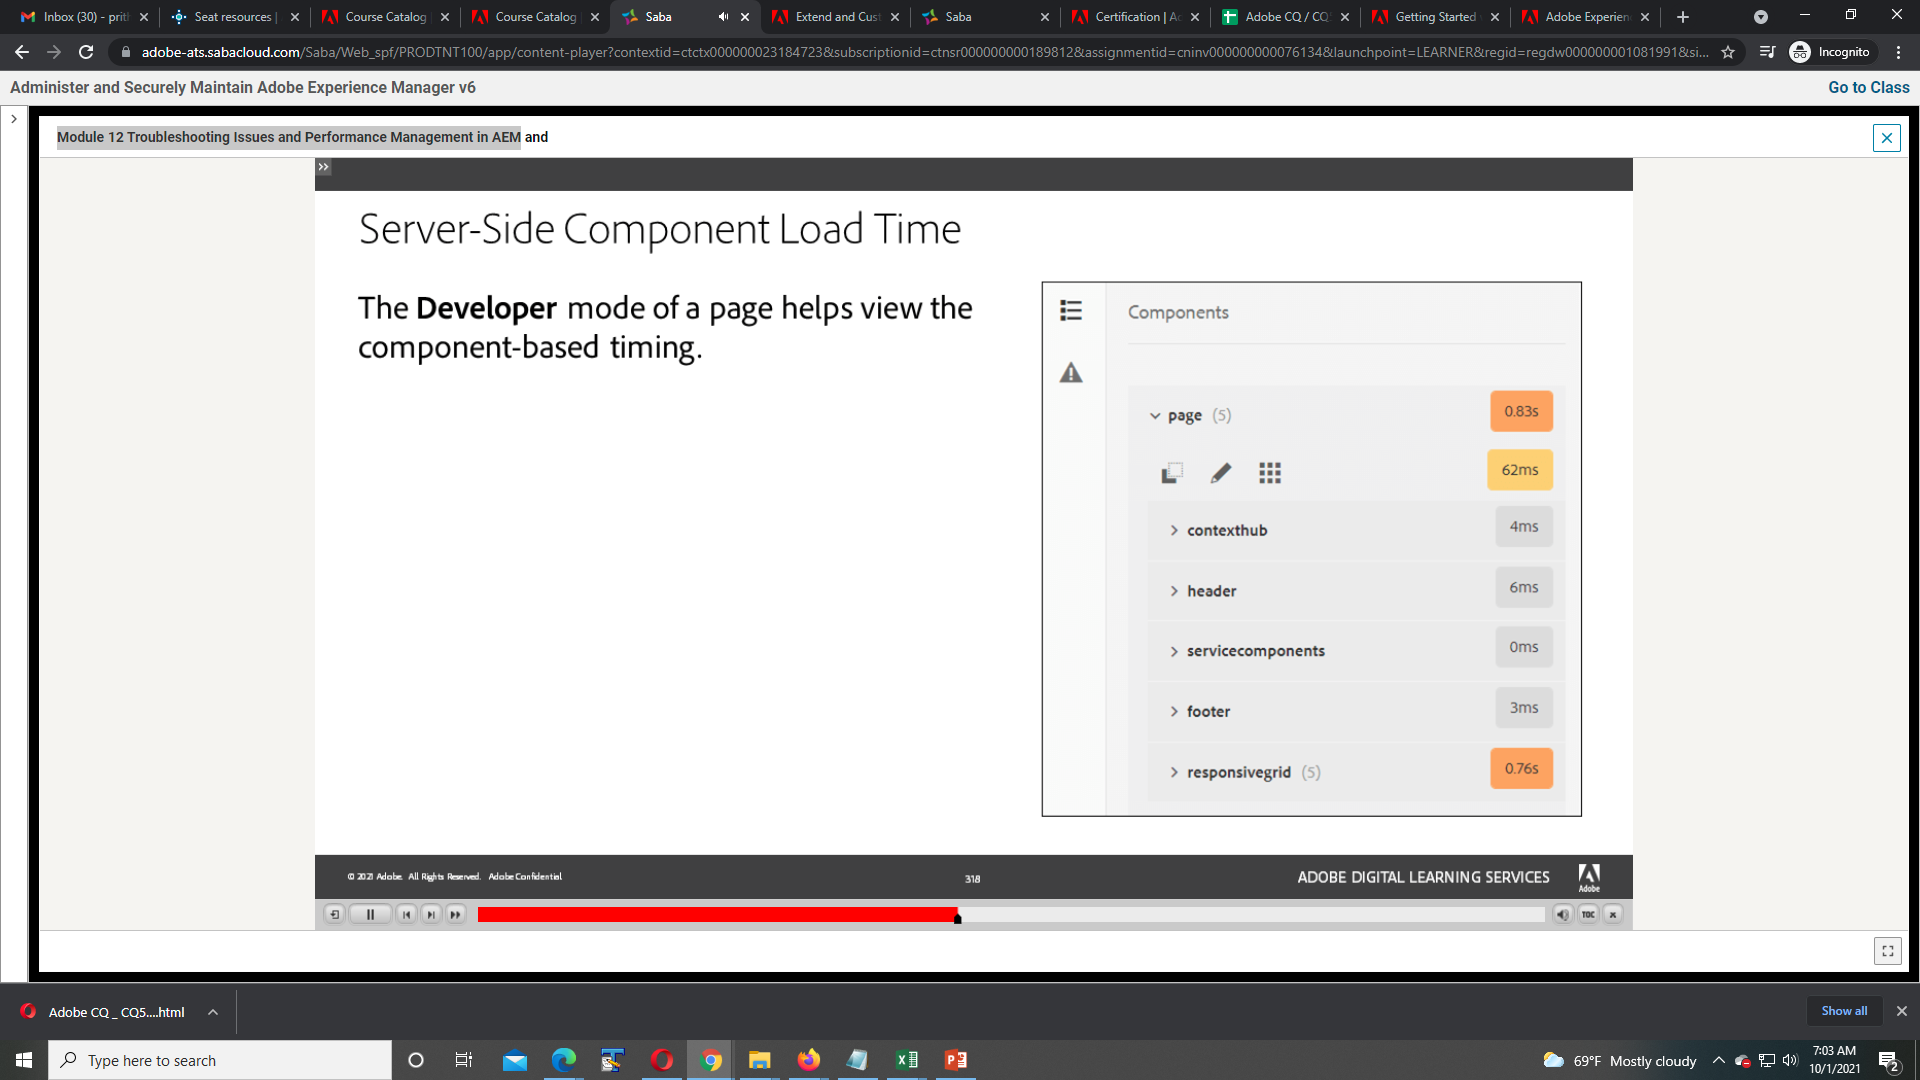 Inbox (30) - prith
Seat resources |
Course Catalog
Course Catalog
Saba
Extend and Cust
Saba
Certification | Ad
Adobe CQ / CQ
Getting Started
Adobe Experien
adobe-ats.sabacloud.com/Saba/Web_spf/PRODTNT100/app/content-player?contextid=ctctx000000023184723&subscriptionid=ctnsr0000000000189812&assignmentid=cninv000000000076134&launchpoint=LEARNER&regid=regdw000000001081991&si...
Incognito
Administer and Securely Maintain Adobe Experience Manager v6
Go to Class
Module 12 Troubleshooting Issues and Performance Management in AEM and
Server-Side Component Load Time
The Developer mode of a page helps view the
component-based timing.
Components
page (5)
0.83s
62ms
contexthub
4ms
header
6ms
servicecomponents
0ms
footer
3ms
responsivegrid (5)
0.76s
© 2021 Adobe. All Rights Reserved. Adobe Confidential
318
ADOBE DIGITAL LEARNING SERVICES
Adobe
TOC
Adobe CQ _ CQ5....html
Show all
Type here to search
69°F Mostly cloudy
7:03 AM
10/1/2021
2